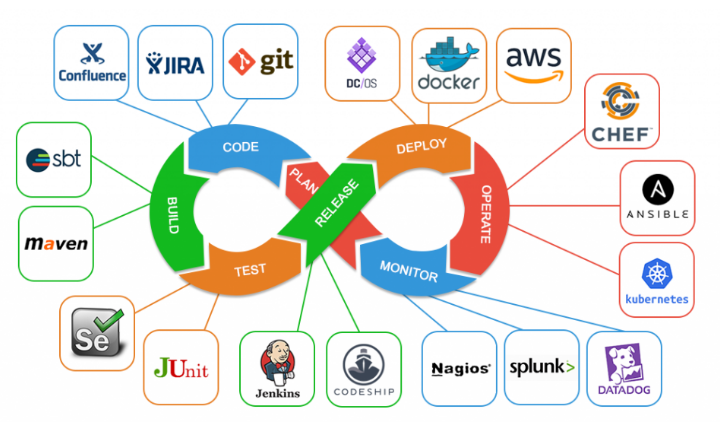 Confluence
JIRA
git
DC/OS
docker
aws
CHEF™
sbt
CODE
DEPLOY
PLAN
RELEASE
BUILD
OPERATE
ANSIBLE
maven
TEST
MONITOR
kubernetes
Se
JUnit
Jenkins
CODESHIP
Nagios®
splunk>
DATADOG